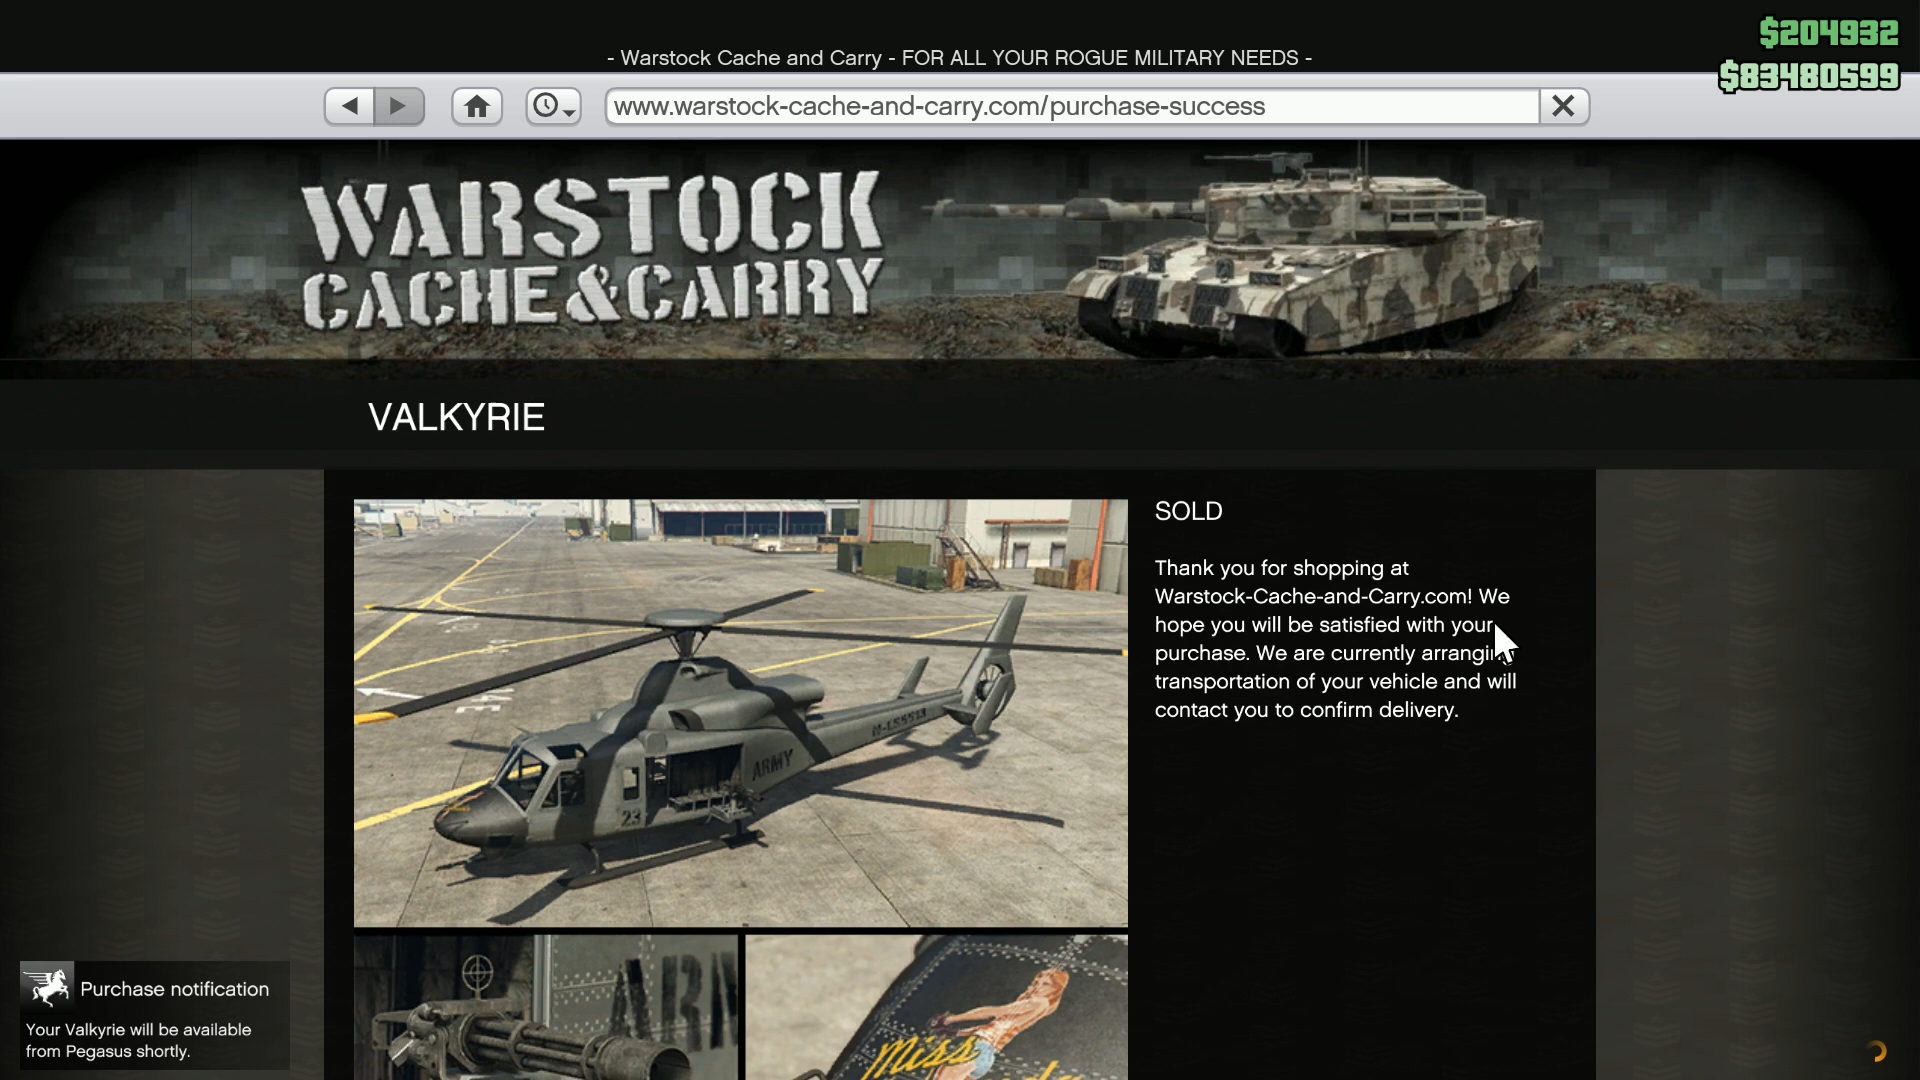 $204932
- Warstock Cache and Carry - FOR ALL YOUR ROGUE MILITARY NEEDS -
$83480599
www.warstock-cache-and-carry.com/purchase-success
WARSTOCK
CACHE&CARRY
VALKYRIE
SOLD
Thank you for shopping at
Warstock-Cache-and-Carry.com! We
hope you will be satisfied with your
purchase. We are currently arranging
transportation of your vehicle and will
contact you to confirm delivery.
ARMY
23
Purchase notification
Your Valkyrie will be available
from Pegasus shortly.
Miss